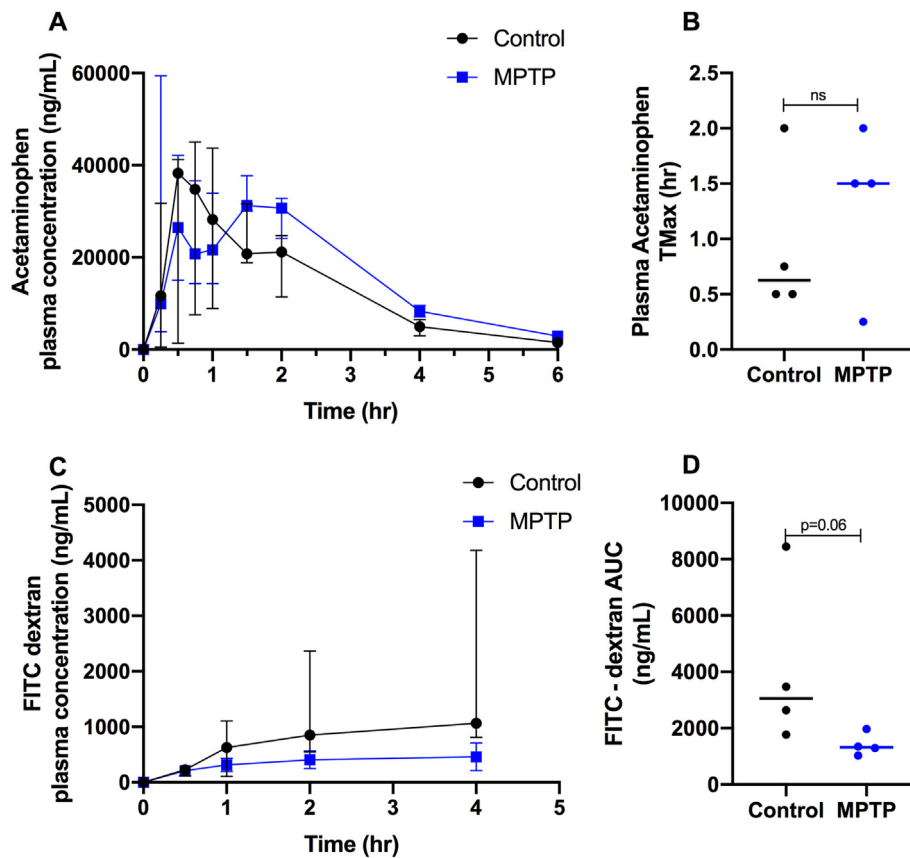 A
Control
MPTP
Acetaminophen
plasma concentration (ng/mL)
60000
40000
20000
0
0 1 2 3 4 5 6
Time (hr)
B
Plasma Acetaminophen
TMax (hr)
2.5
2.0
1.5
1.0
0.5
0.0
ns
Control MPTP
C
Control
MPTP
FITC dextran
plasma concentration (ng/mL)
5000
4000
3000
2000
1000
0
0 1 2 3 4 5
Time (hr)
D
FITC - dextran AUC
(ng/mL)
10000
8000
6000
4000
2000
0
p=0.06
Control MPTP